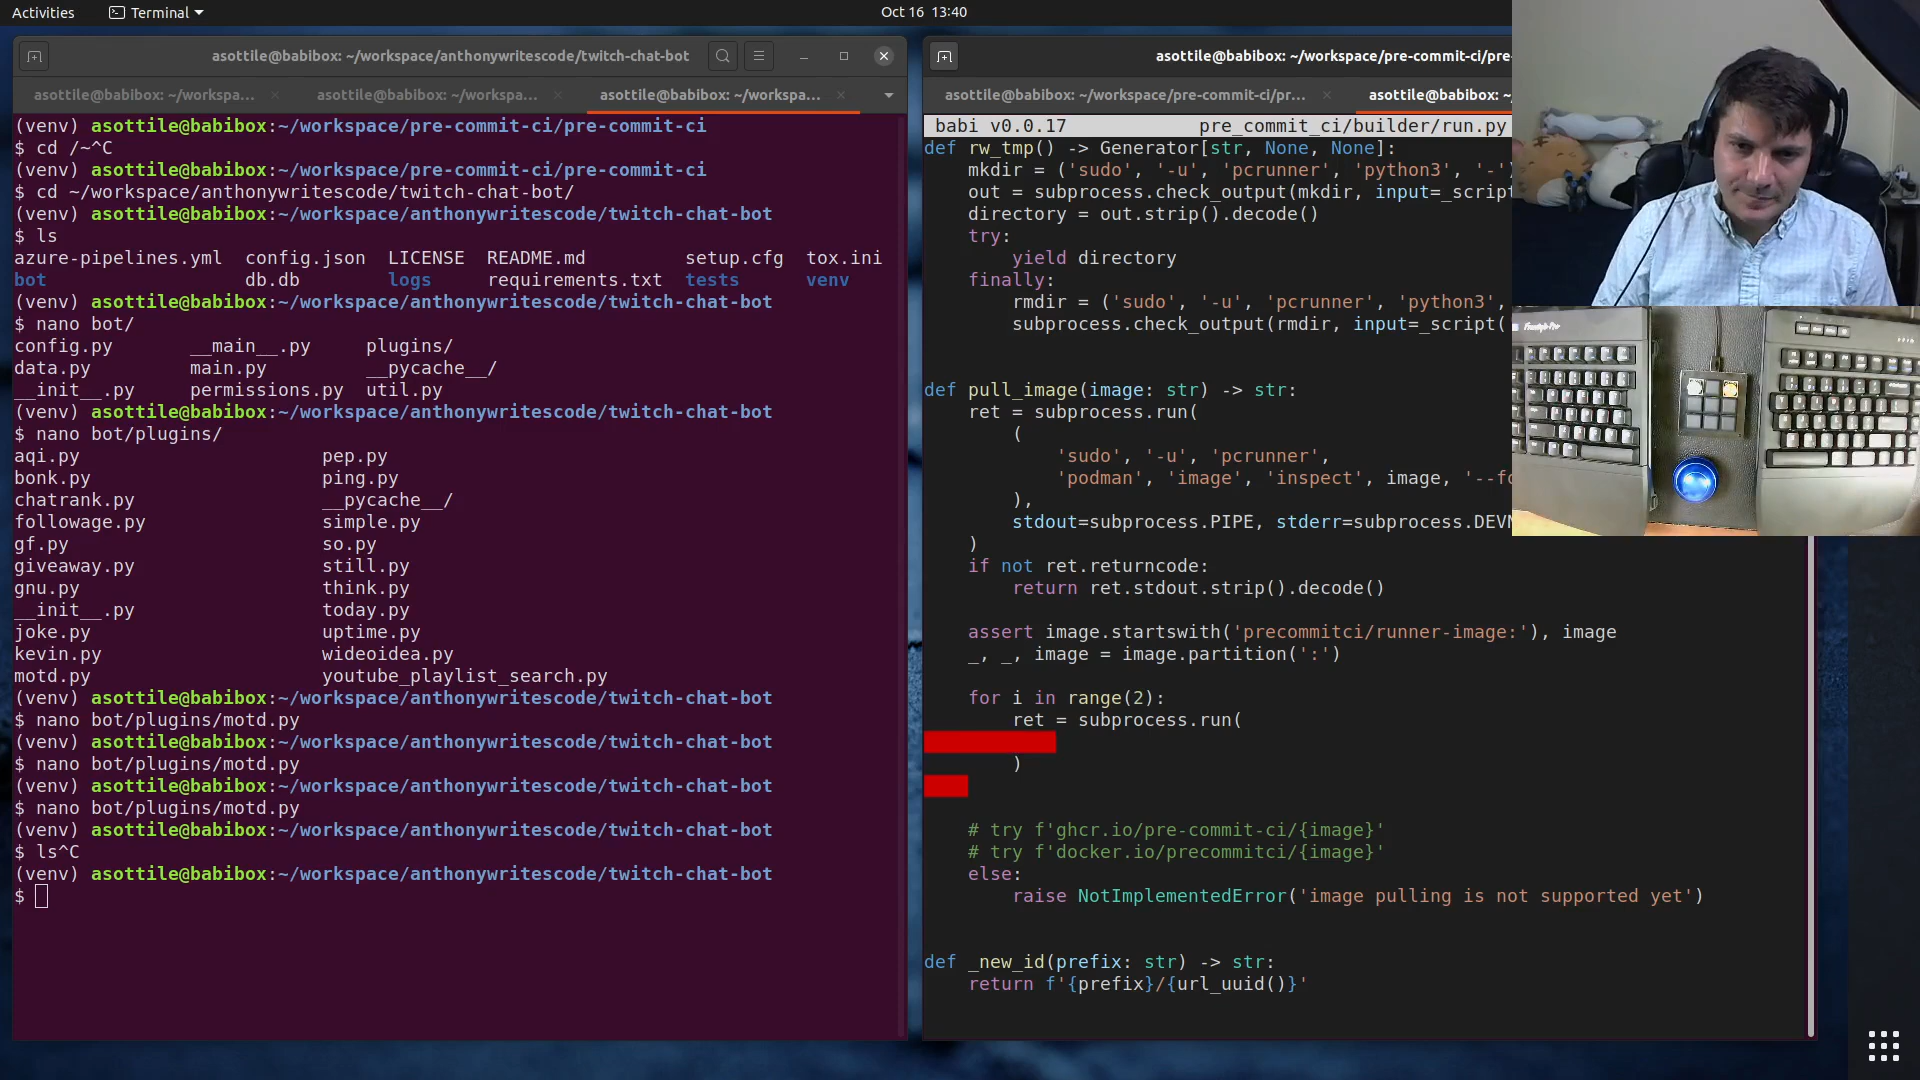 Activities
Terminal
Oct 16 13:40
asottile@babibox: ~/workspace/anthonywritescode/twitch-chat-bot
asottile@babibox: ~/workspa...
asottile@babibox: ~/workspa...
asottile@babibox: ~/workspa...
(venv) asottile@babibox:~/workspace/pre-commit-ci/pre-commit-ci
$ cd /~^C
(venv) asottile@babibox:~/workspace/pre-commit-ci/pre-commit-ci
$ cd ~/workspace/anthonywritescode/twitch-chat-bot/
(venv) asottile@babibox:~/workspace/anthonywritescode/twitch-chat-bot
$ ls
azure-pipelines.yml config.json LICENSE README.md setup.cfg tox.ini
bot db.db logs requirements.txt tests venv
(venv) asottile@babibox:~/workspace/anthonywritescode/twitch-chat-bot
$ nano bot/
config.py __main__.py plugins/
data.py main.py __pycache__/
__init__.py permissions.py util.py
(venv) asottile@babibox:~/workspace/anthonywritescode/twitch-chat-bot
$ nano bot/plugins/
aqi.py pep.py
bonk.py ping.py
chatrank.py __pycache__/
followage.py simple.py
gf.py so.py
giveaway.py still.py
gnu.py think.py
__init__.py today.py
joke.py uptime.py
kevin.py wideoidea.py
motd.py youtube_playlist_search.py
(venv) asottile@babibox:~/workspace/anthonywritescode/twitch-chat-bot
$ nano bot/plugins/motd.py
(venv) asottile@babibox:~/workspace/anthonywritescode/twitch-chat-bot
$ nano bot/plugins/motd.py
(venv) asottile@babibox:~/workspace/anthonywritescode/twitch-chat-bot
$ nano bot/plugins/motd.py
(venv) asottile@babibox:~/workspace/anthonywritescode/twitch-chat-bot
$ ls^C
(venv) asottile@babibox:~/workspace/anthonywritescode/twitch-chat-bot
$
asottile@babibox: ~/workspace/pre-commit-ci/pre-
asottile@babibox: ~/workspace/pre-commit-ci/pr...
asottile@babibox: ~
babi v0.0.17 pre_commit_ci/builder/run.py
def rw_tmp() -> Generator[str, None, None]:
    mkdir = ('sudo', '-u', 'pcrunner', 'python3', '-')
    out = subprocess.check_output(mkdir, input=_script
    directory = out.strip().decode()
    try:
        yield directory
    finally:
        rmdir = ('sudo', '-u', 'pcrunner', 'python3',
        subprocess.check_output(rmdir, input=_script(
def pull_image(image: str) -> str:
    ret = subprocess.run(
        (
            'sudo', '-u', 'pcrunner',
            'podman', 'image', 'inspect', image, '--fo
        ),
        stdout=subprocess.PIPE, stderr=subprocess.DEVN
    )
    if not ret.returncode:
        return ret.stdout.strip().decode()
    assert image.startswith('precommitci/runner-image:'), image
    _, _, image = image.partition(':')
    for i in range(2):
        ret = subprocess.run(
        )
    # try f'ghcr.io/pre-commit-ci/{image}'
    # try f'docker.io/precommitci/{image}'
    else:
        raise NotImplementedError('image pulling is not supported yet')
def _new_id(prefix: str) -> str:
    return f'{prefix}/{url_uuid()}'